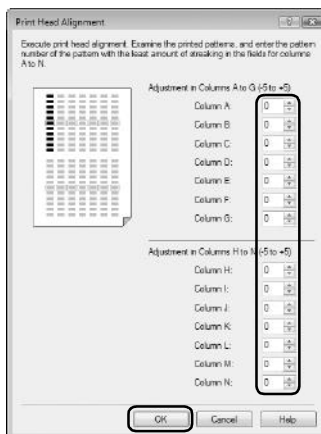 Print Head Alignment
Execute print head alignment. Examine the printed patterns, and enter the pattern
number of the pattern with the least amount of streaking in the fields for columns
A to N.
Adjustment in Columns A to G (-5 to +5)
Column A: 0
Column B: 0
Column C: 0
Column D: 0
Column E: 0
Column F: 0
Column G: 0
Adjustment in Columns H to N (-5 to +5)
Column H: 0
Column I: 0
Column J: 0
Column K: 0
Column L: 0
Column M: 0
Column N: 0
OK Cancel Help